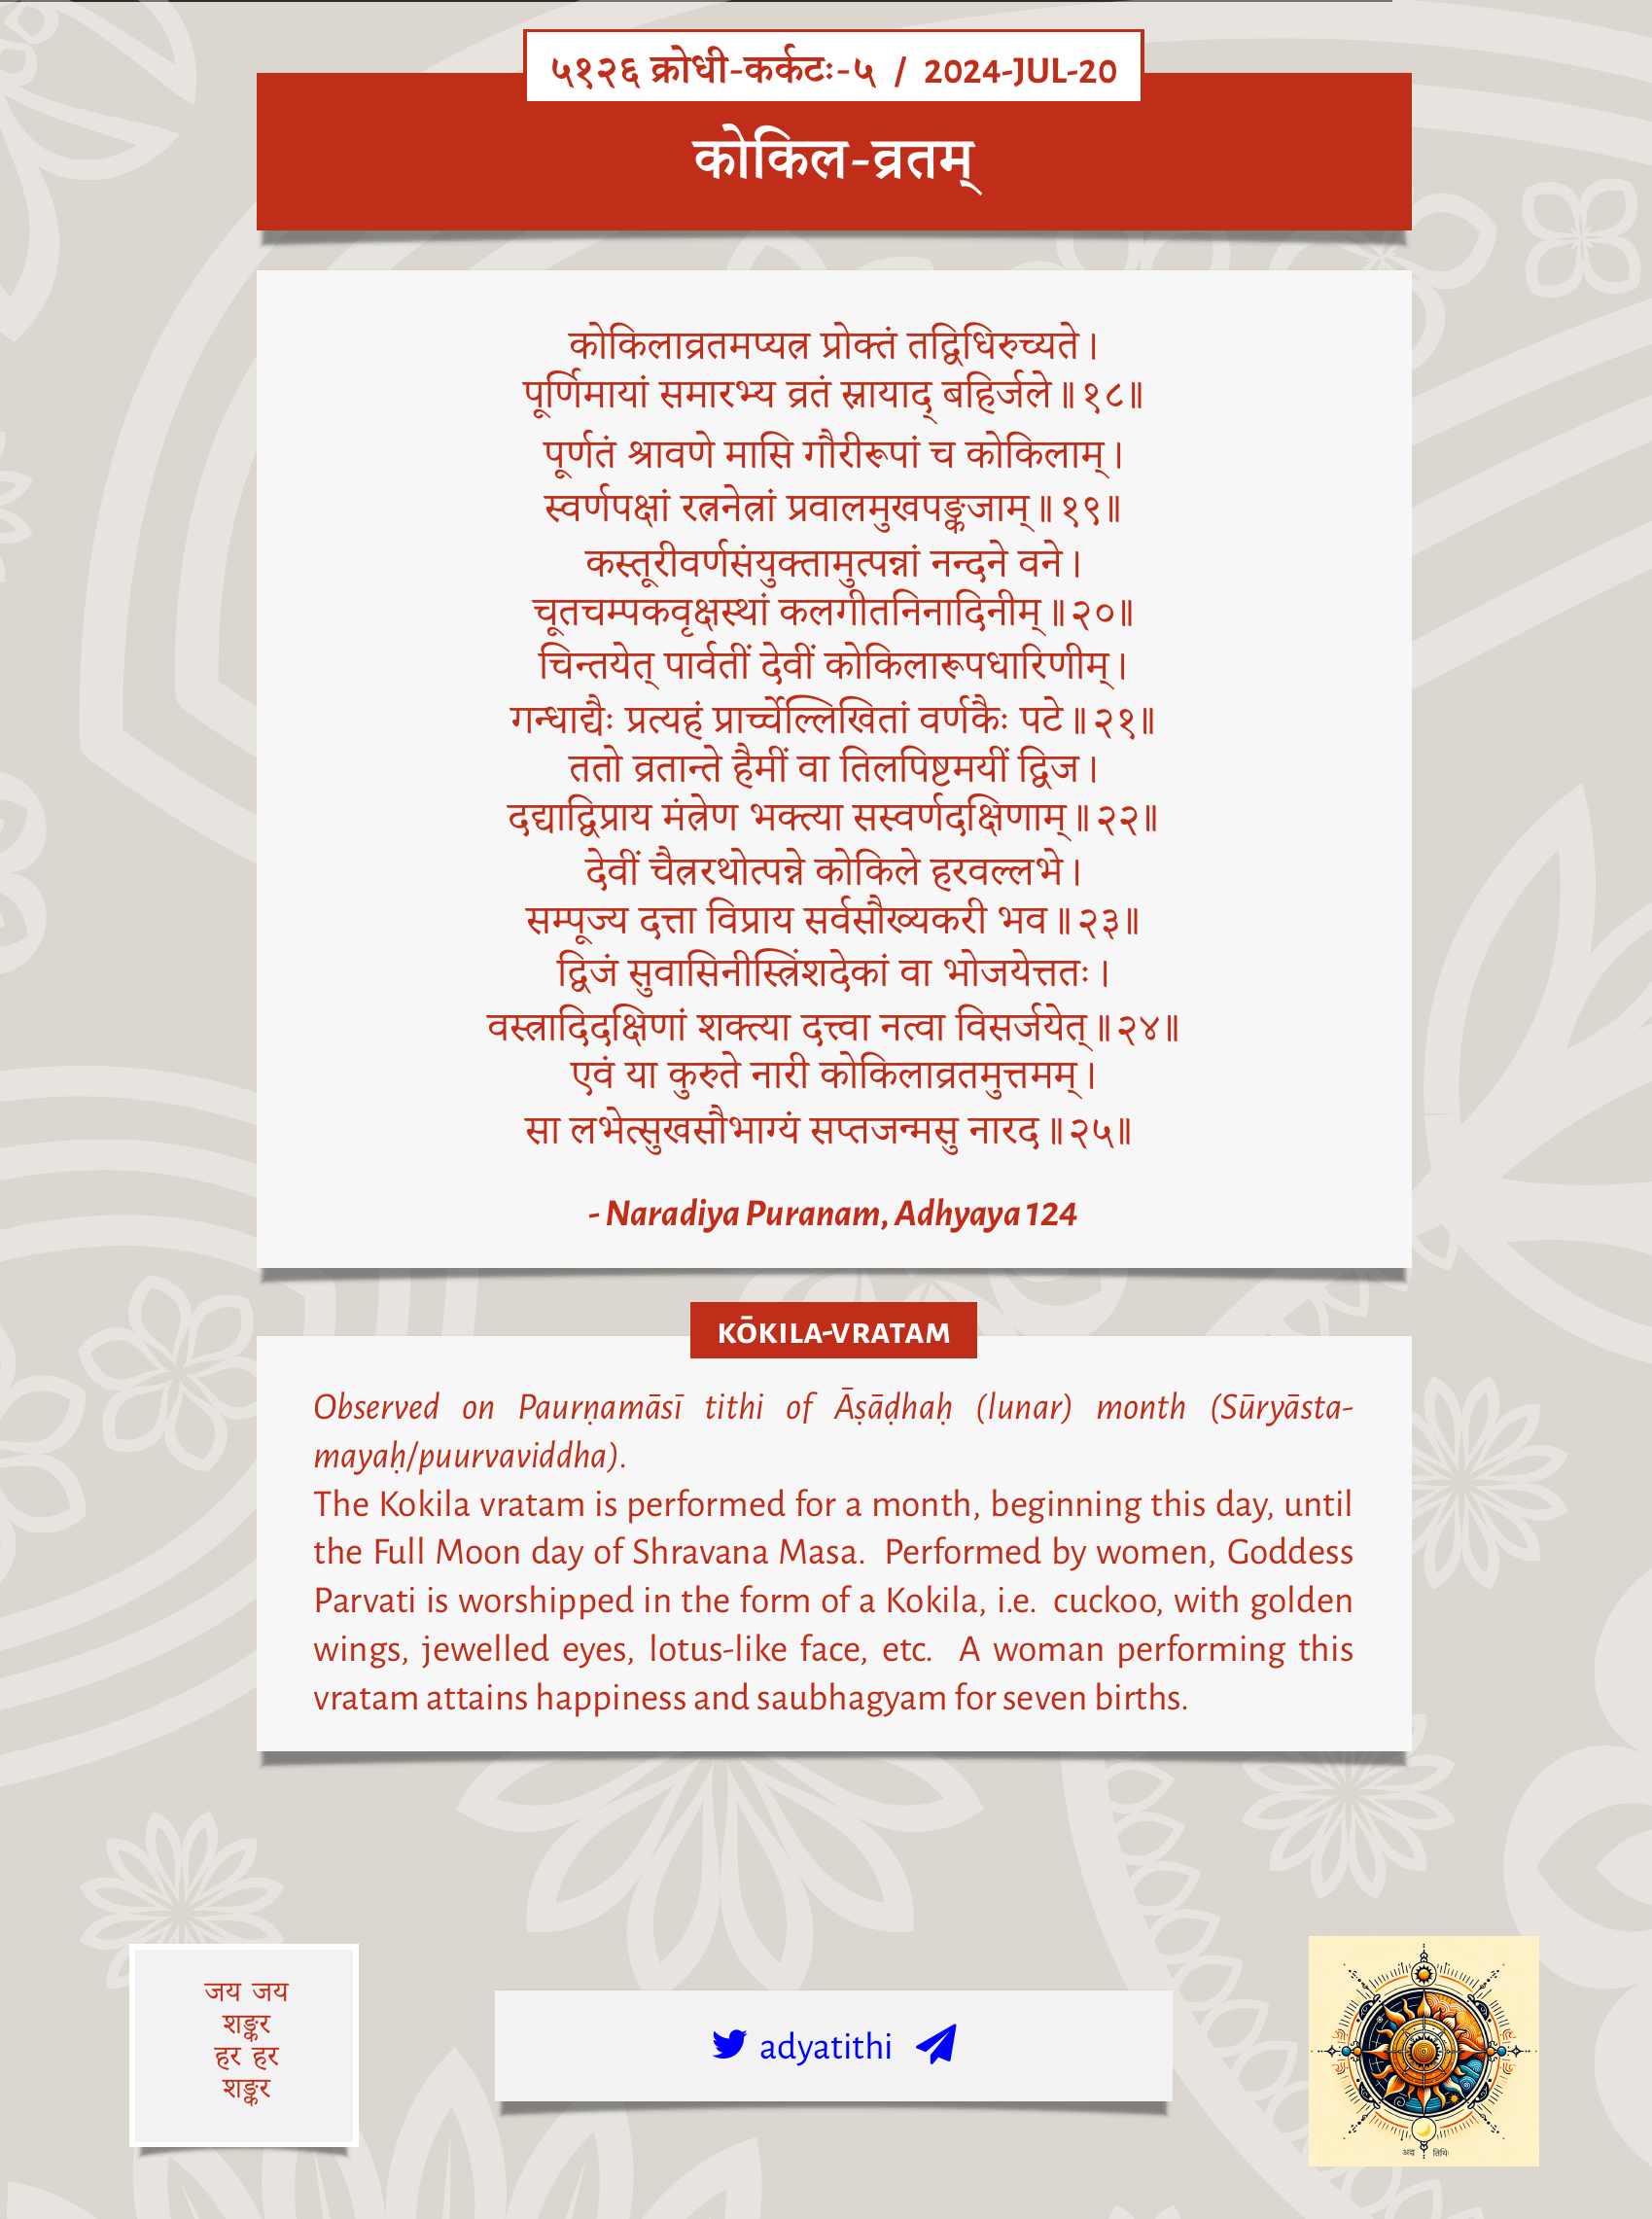 ५१२६ क्रोधी-कर्कटः-५ / 2024-JUL-20
कोकिल-व्रतम्
कोकिलाव्रतमप्यत्र प्रोक्तं तद्विधिरुच्यते।
पूर्णिमायां समारभ्य व्रतं स्नायाद् बहिर्जले॥१८॥
पूर्णतं श्रावणे मासि गौरीरूपां च कोकिलाम्।
स्वर्णपक्षां रत्ननेत्रां प्रवालमुखपङ्कजाम्॥१९॥
कस्तूरीवर्णसंयुक्तामुत्पन्नां नन्दने वने।
चूतचम्पकवृक्षस्थां कलगीतनिनादिनीम्॥२०॥
चिन्तयेत् पार्वतीं देवीं कोकिलारूपधारिणीम्।
गन्धाद्यैः प्रत्यहं प्रार्च्चेल्लिखितां वर्णकैः पटे॥२१॥
ततो व्रतान्ते हैमीं वा तिलपिष्टमयीं द्विज।
दद्याद्विप्राय मंत्रेण भक्त्या सस्वर्णदक्षिणाम्॥२२॥
देवीं चैत्ररथोत्पन्ने कोकिले हरवल्लभे।
सम्पूज्य दत्ता विप्राय सर्वसौख्यकरी भव॥२३॥
द्विजं सुवासिनीस्त्रिंशदेकां वा भोजयेत्ततः।
वस्त्रादिदक्षिणां शक्त्या दत्त्वा नत्वा विसर्जयेत्॥२४॥
एवं या कुरुते नारी कोकिलाव्रतमुत्तमम्।
सा लभेत्सुखसौभाग्यं सप्तजन्मसु नारद॥२५॥
- Naradiya Puranam, Adhyaya 124
KŌKILA-VRATAM
Observed on Paurṇamāsī tithi of Āṣāḍhaḥ (lunar) month (Sūryāsta-
mayaḥ/puurvaviddha).
The Kokila vratam is performed for a month, beginning this day, until
the Full Moon day of Shravana Masa. Performed by women, Goddess
Parvati is worshipped in the form of a Kokila, i.e. cuckoo, with golden
wings, jewelled eyes, lotus-like face, etc. A woman performing this
vratam attains happiness and saubhagyam for seven births.
जय जय
शङ्कर
हर हर
शङ्कर
adyatithi
अद्य तिथिः